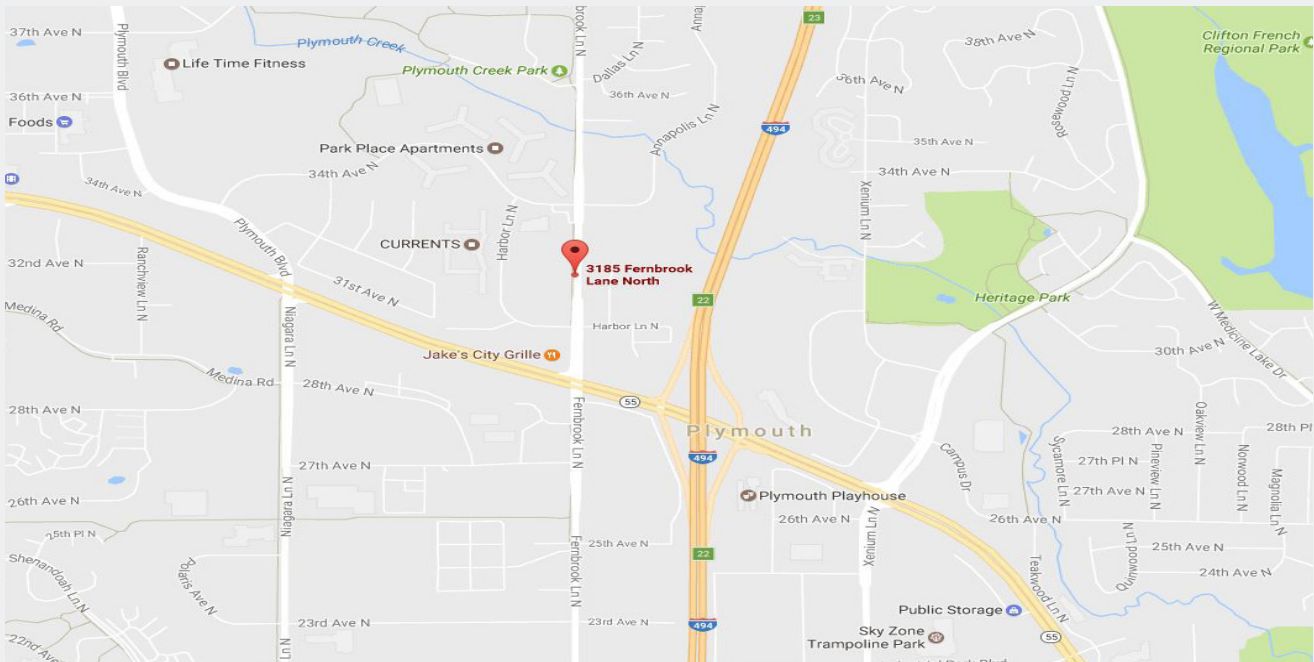 37th Ave N
Plymouth Blvd
Life Time Fitness
Plymouth Creek
Plymouth Creek Park
brook Ln N
Dallas Ln N
36th Ave N
Annapolis Ln N
23
38th Ave N
36th Ave N
Rosewood Ln N
Clifton French
Regional Park
36th Ave N
Foods
494
35th Ave N
34th Ave N
Park Place Apartments
34th Ave N
34th Ave N
Xenium Ln N
Plymouth Blvd
CURRENTS
Harbor Ln N
32nd Ave N
Ranchview Ln N
31st Ave N
3185 Fernbrook
Lane North
22
Heritage Park
Medina Rd
Niagara Ln N
Harbor Ln N
W Medicine Lake Dr
30th Ave N
Jake's City Grille
Medina Rd
28th Ave N
55
28th Ave N
Fernbrook Ln N
Plymouth
28th Ave N
28th Pl
Oakview Ln N
494
Campus Dr
Sycamore Ln N
27th Pl N
Pineview Ln N
Norwood Ln N
Magnolia Ln N
27th Ave N
27th Ave N
26th Ave N
Plymouth Playhouse
26th Ave N
26th Ave N
Niagara Ln N
25th Pl N
Fernbrook Ln N
25th Ave N
22
Xenium Ln N
Quinwood Ln N
25th Ave N
24th Ave N
Shenandoah Ln N
Polaris Ave N
Teakwood Ln N
Public Storage
23rd Ave N
23rd Ave N
494
Sky Zone
Trampoline Park
55
22nd Ave
Ln N